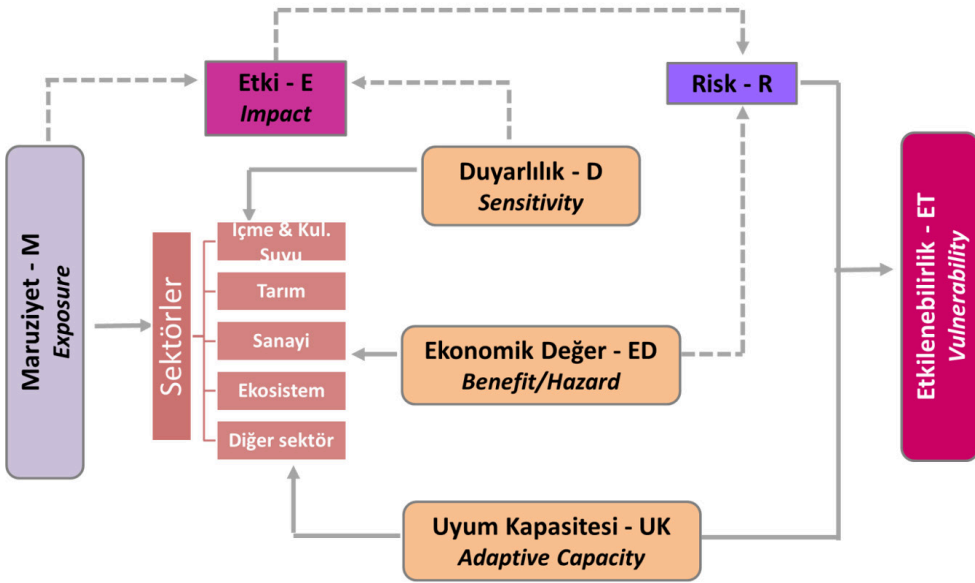 Etki - E
Impact
Risk - R
Duyarlılık - D
Sensitivity
Maruziyet - M
Exposure
Sektörler
İçme & Kul.
Suyu
Tarım
Sanayi
Ekosistem
Diğer sektör
Ekonomik Değer - ED
Benefit/Hazard
Uyum Kapasitesi - UK
Adaptive Capacity
Etkilenebilirlik - ET
Vulnerability